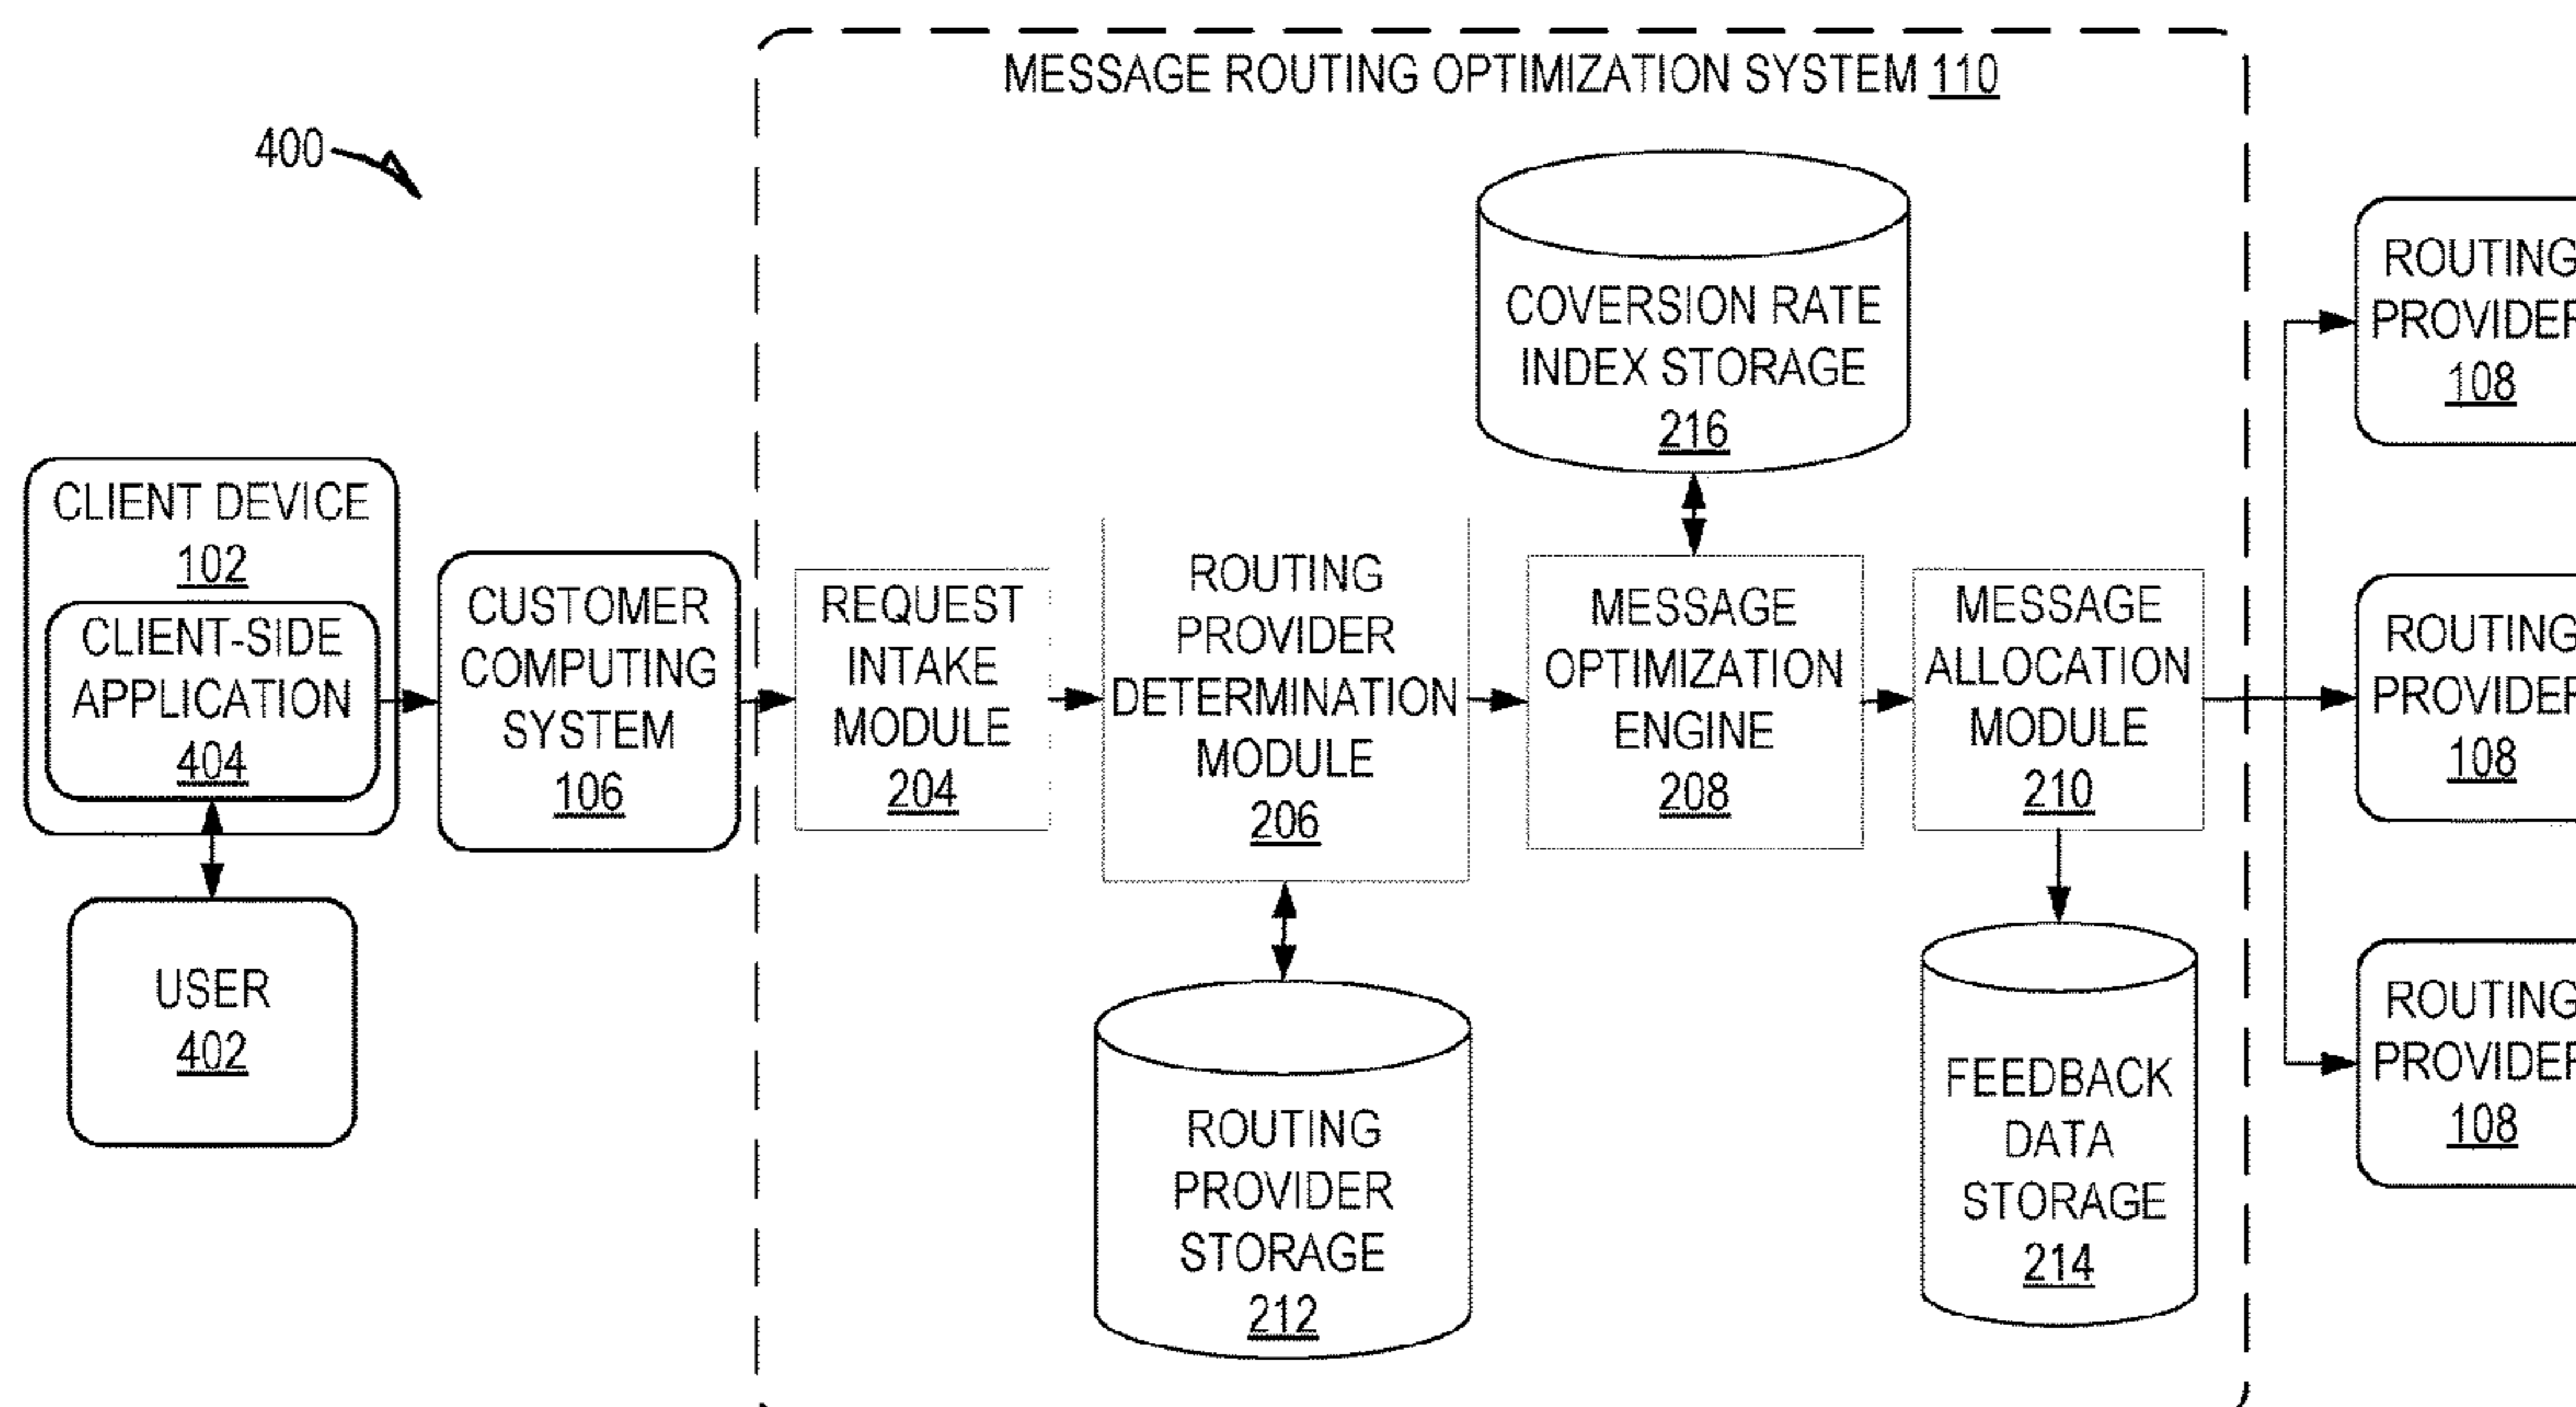 MESSAGE ROUTING OPTIMIZATION SYSTEM 110
400
CLIENT DEVICE
102
CLIENT-SIDE
APPLICATION
404
USER
402
CUSTOMER
COMPUTING
SYSTEM
106
REQUEST
INTAKE
MODULE
204
ROUTING
PROVIDER
DETERMINATION
MODULE
206
ROUTING
PROVIDER
STORAGE
212
COVERSION RATE
INDEX STORAGE
216
MESSAGE
OPTIMIZATION
ENGINE
208
MESSAGE
ALLOCATION
MODULE
210
FEEDBACK
DATA
STORAGE
214
ROUTING
PROVIDER
108
ROUTING
PROVIDER
108
ROUTING
PROVIDER
108